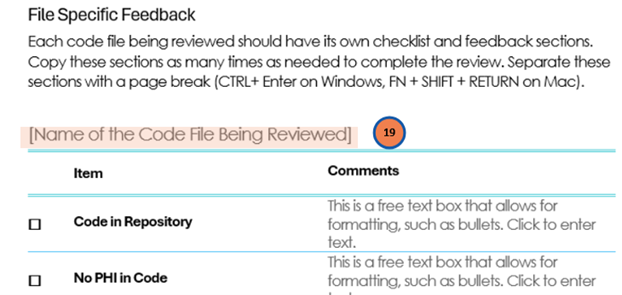 File Specific Feedback
Each code file being reviewed should have its own checklist and feedback sections.
Copy these sections as many times as needed to complete the review. Separate these
sections with a page break (CTRL+ Enter on Windows, FN + SHIFT + RETURN on Mac).
[Name of the Code File Being Reviewed] 19
Item Comments
This is a free text box that allows for
☐ Code in Repository formatting, such as bullets. Click to enter
text.
This is a free text box that allows for
☐ No PHI in Code formatting, such as bullets. Click to enter